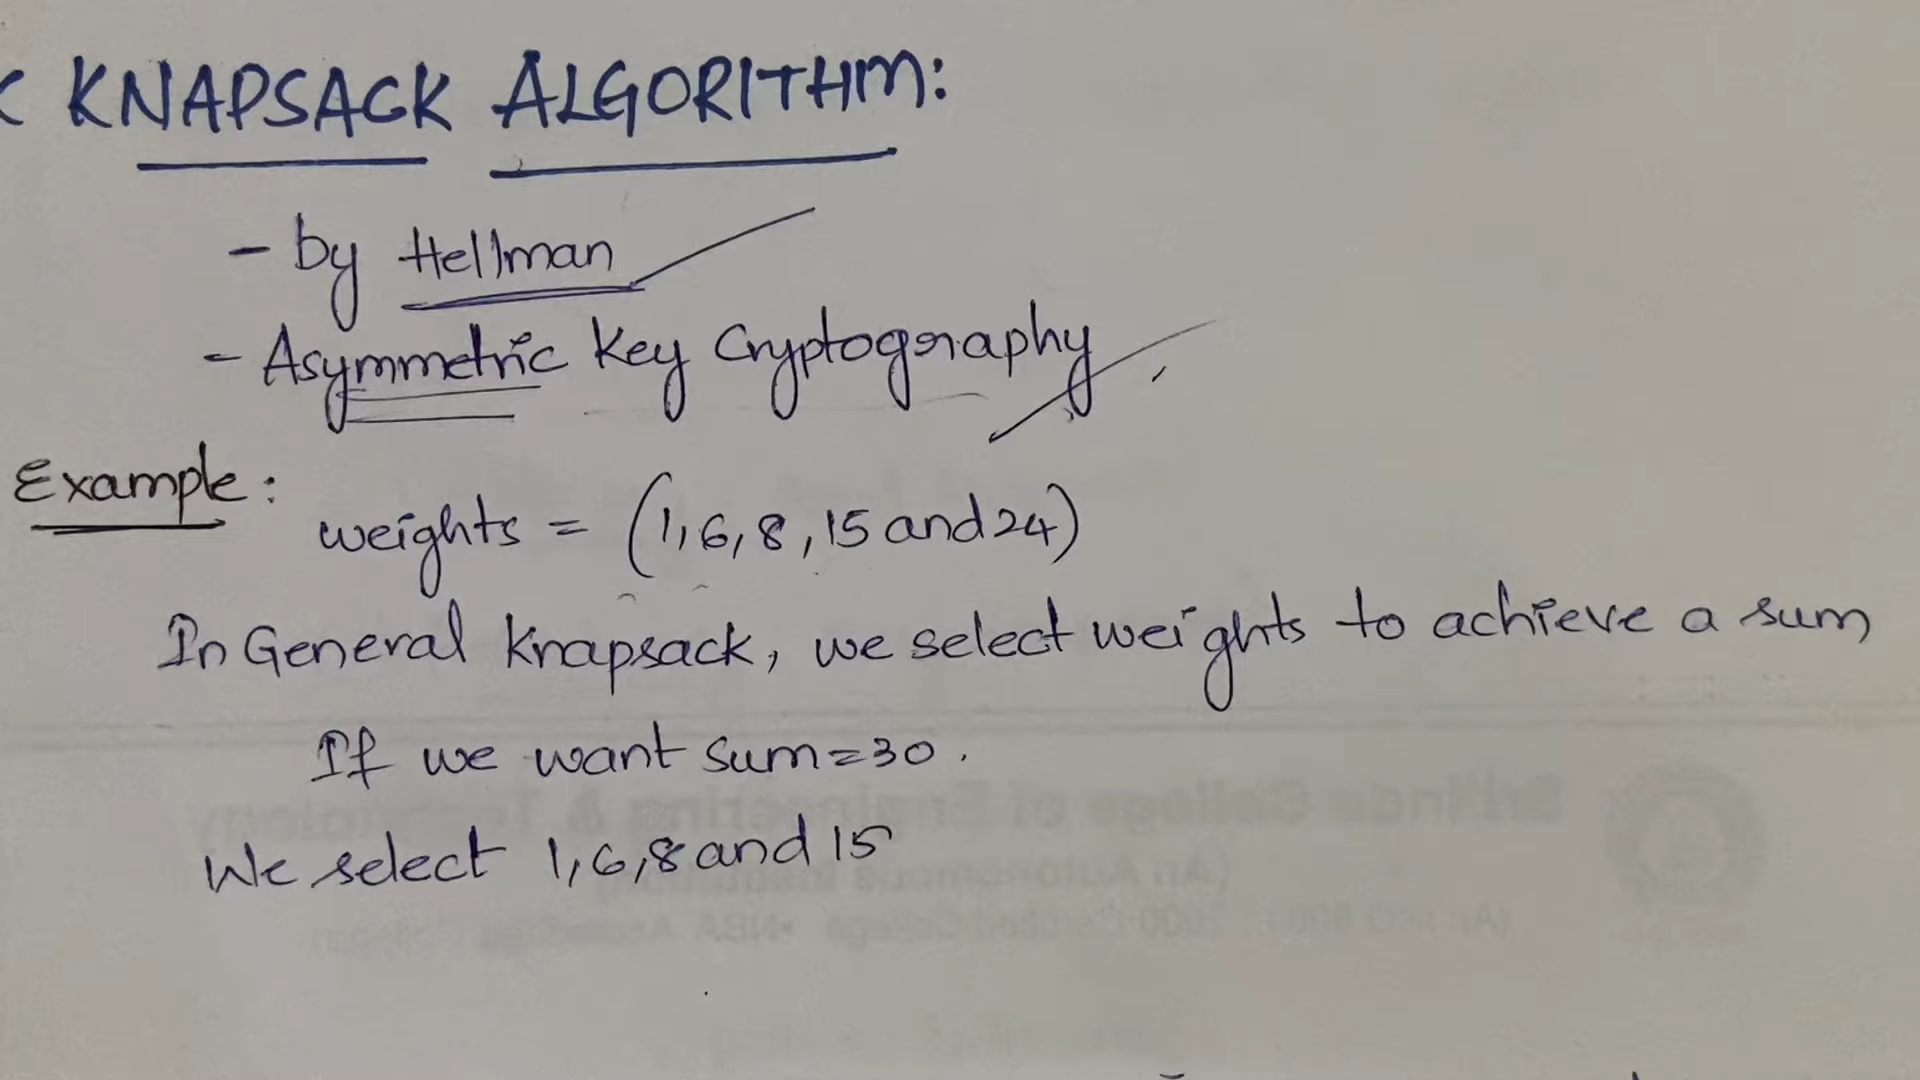 KNAPSACK ALGORITHM:
- by Hellman
- Asymmetric Key Cryptography
Example:
weights = (1, 6, 8, 15 and 24)
In General Knapsack, we select weights to achieve a sum
If we want sum = 30.
We select 1, 6, 8 and 15